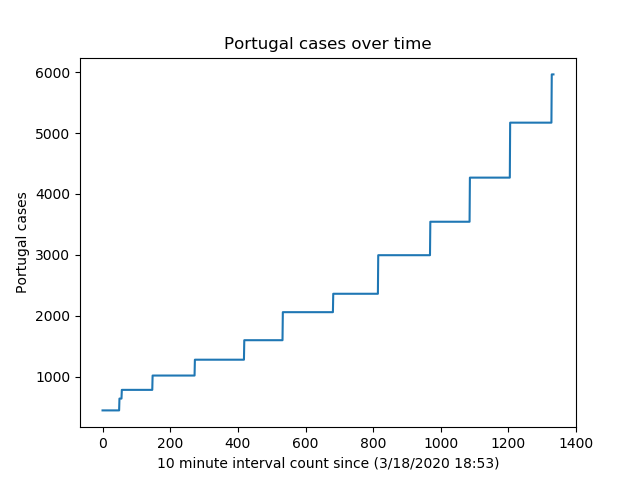 Portugal cases over time
6000
5000
4000
3000
2000
1000
Portugal cases
0 200 400 600 800 1000 1200 1400
10 minute interval count since (3/18/2020 18:53)